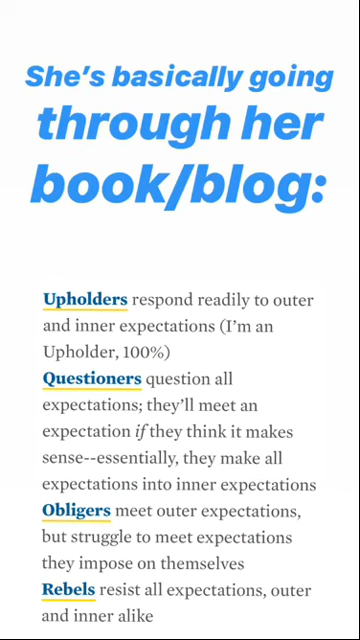 She's basically going
through her
book/blog:
Upholders respond readily to outer
and inner expectations (I'm an
Upholder, 100%)
Questioners question all
expectations; they'll meet an
expectation if they think it makes
sense--essentially, they make all
expectations into inner expectations
Obligers meet outer expectations,
but struggle to meet expectations
they impose on themselves
Rebels resist all expectations, outer
and inner alike